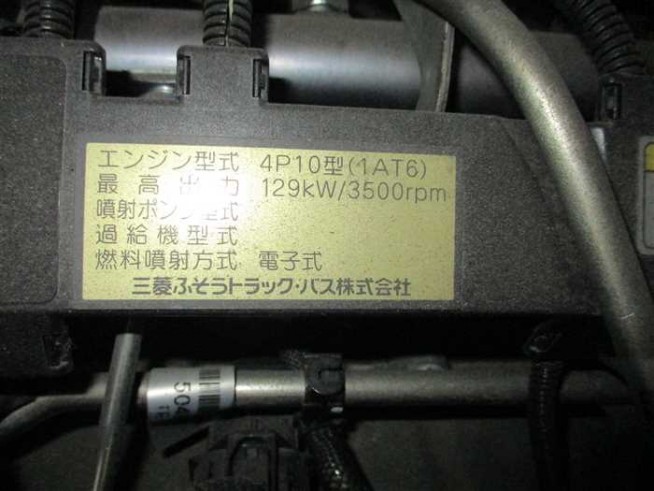 エンジン型式 4P10型(1AT6)
最高出力 129kW/3500rpm
噴射ポンプ型式
過給機型式
燃料噴射方式 電子式
三菱ふそうトラック・バス株式会社
504